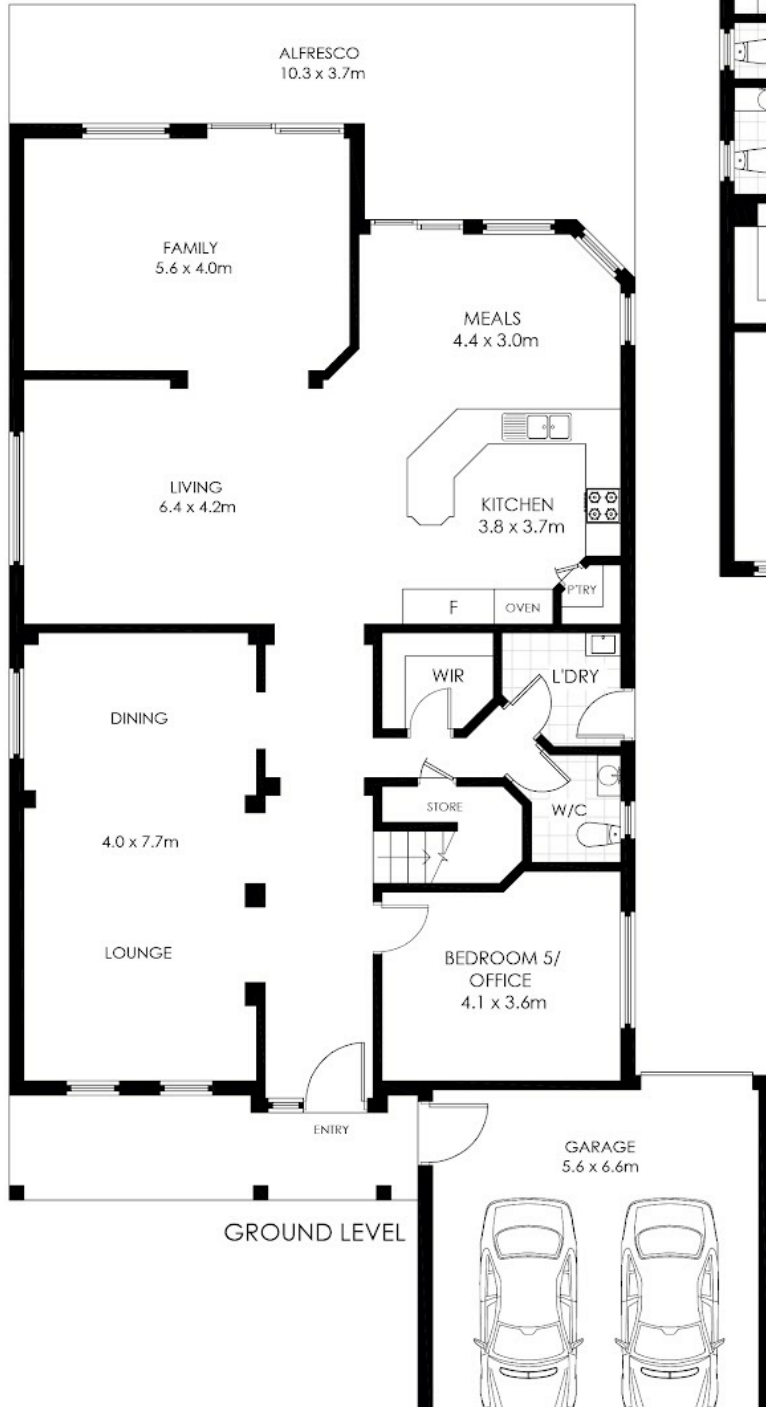 ALFRESCO
10.3 x 3.7m
FAMILY
5.6 x 4.0m
MEALS
4.4 x 3.0m
LIVING
6.4 x 4.2m
KITCHEN
3.8 x 3.7m
P'TRY
F
OVEN
WIR
L'DRY
DINING
STORE
W/C
4.0 x 7.7m
LOUNGE
BEDROOM 5/
OFFICE
4.1 x 3.6m
ENTRY
GARAGE
5.6 x 6.6m
GROUND LEVEL